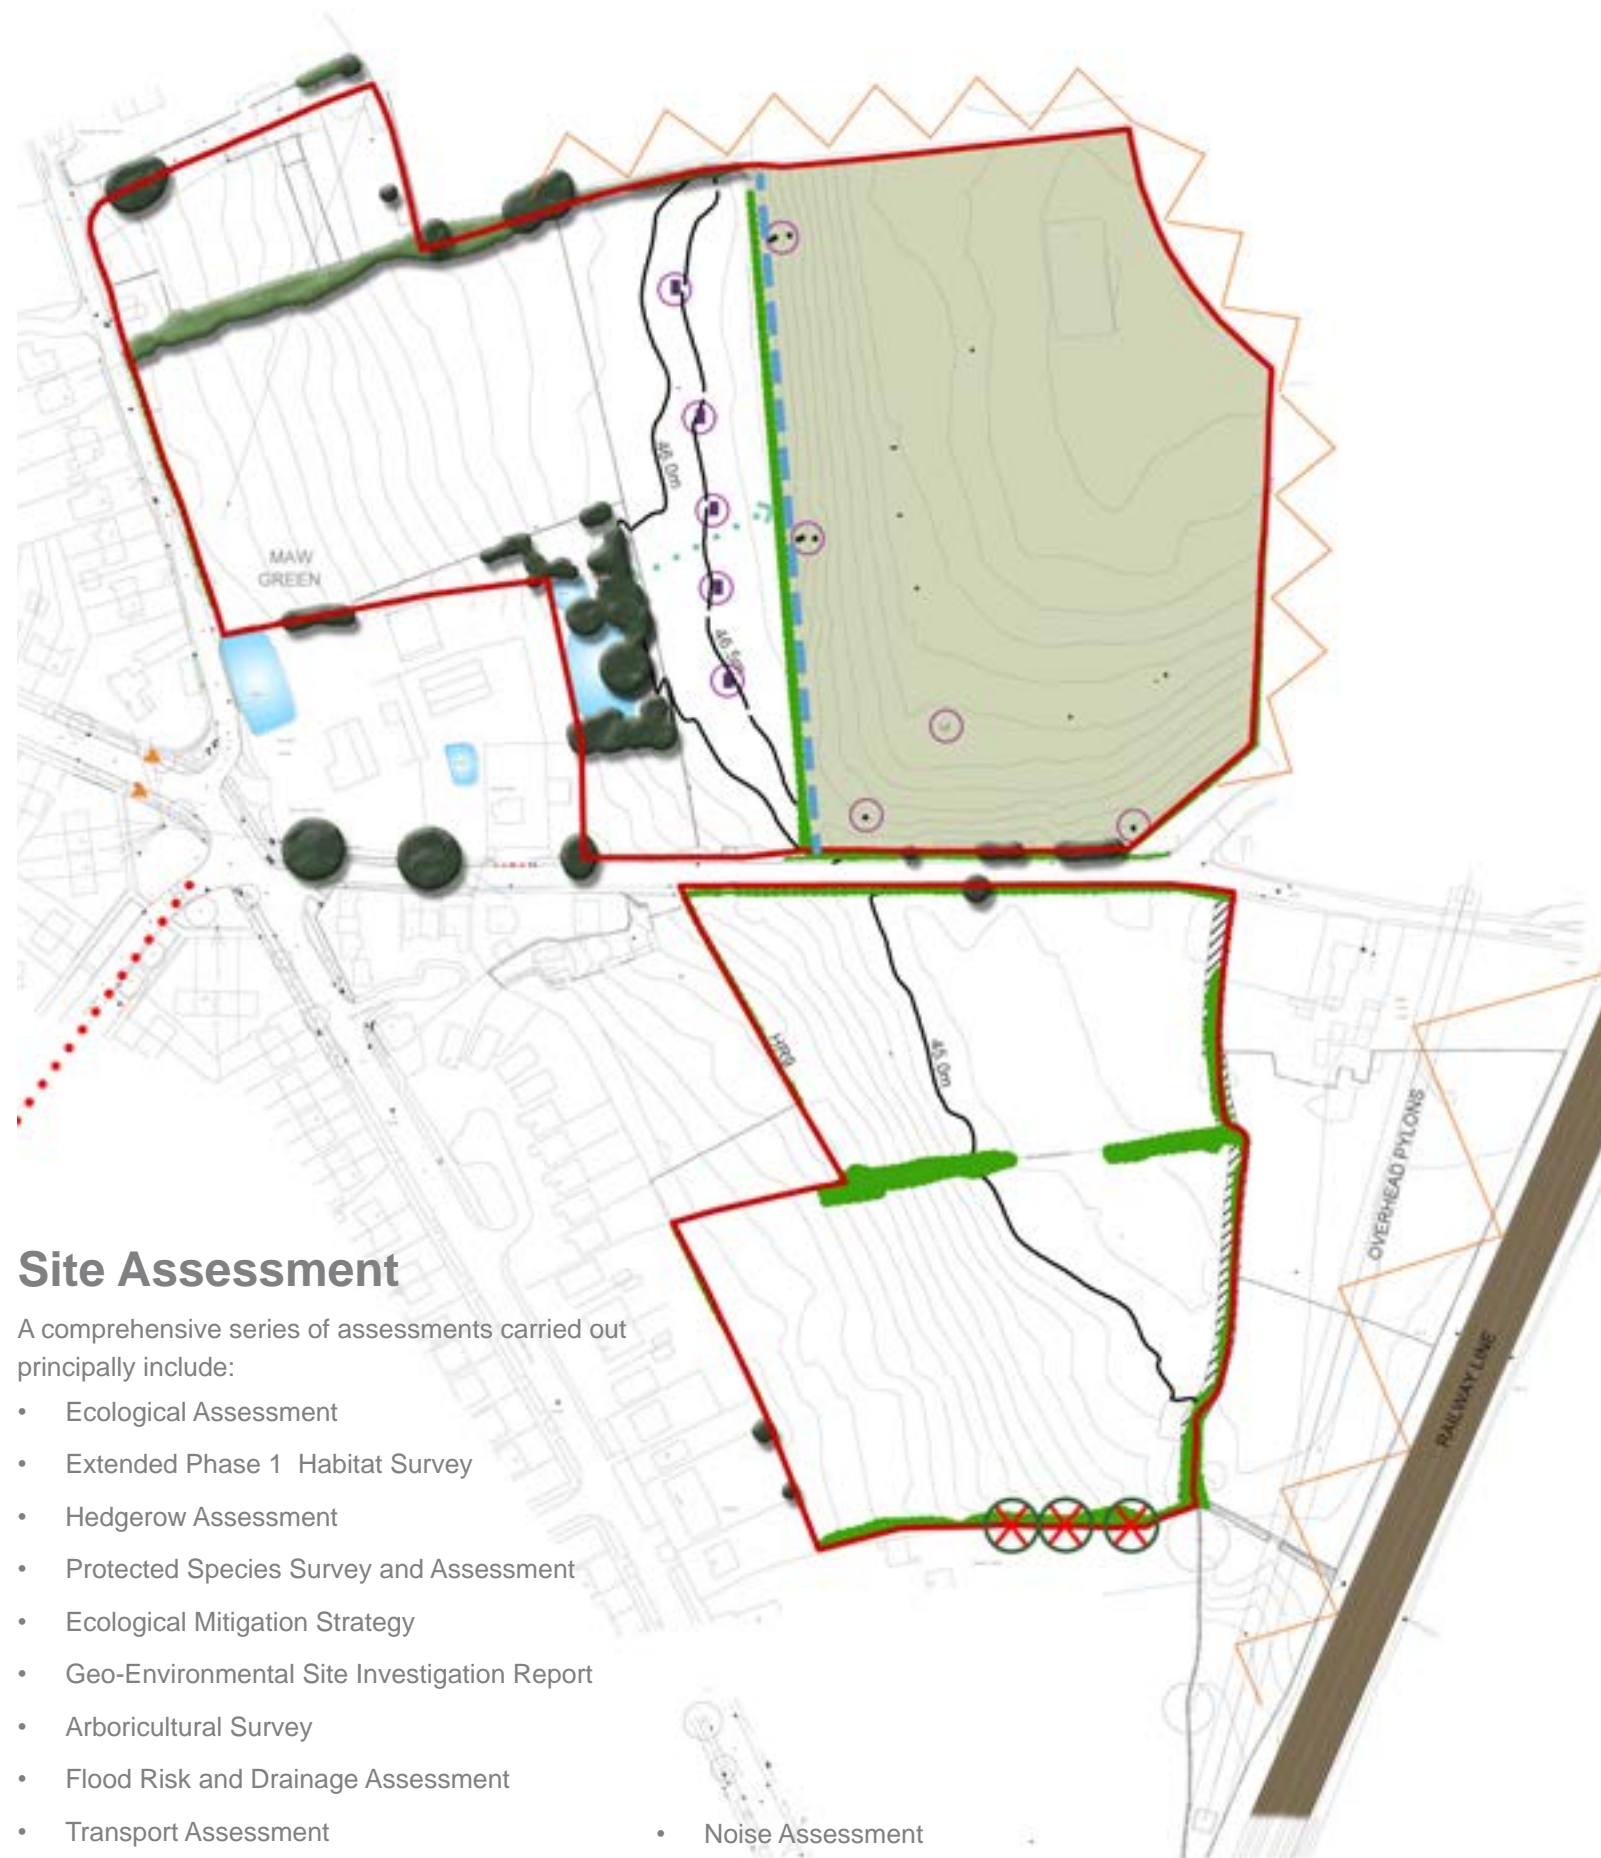 MAW
GREEN
46.0m
46.5m
HR9
45.0m
OVERHEAD PYLONS
RAILWAY LINE
Site Assessment
A comprehensive series of assessments carried out
principally include:
• Ecological Assessment
• Extended Phase 1 Habitat Survey
• Hedgerow Assessment
• Protected Species Survey and Assessment
• Ecological Mitigation Strategy
• Geo-Environmental Site Investigation Report
• Arboricultural Survey
• Flood Risk and Drainage Assessment
• Transport Assessment
• Noise Assessment